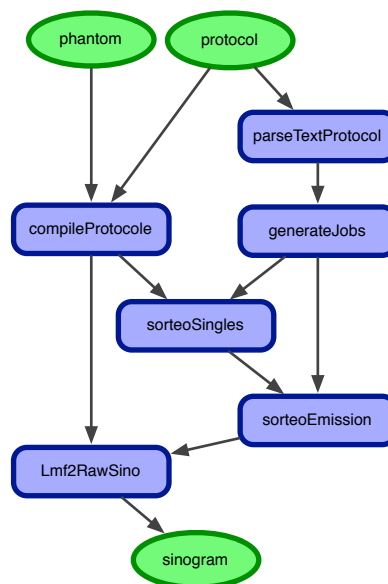 phantom
protocol
parseTextProtocol
compileProtocole
generateJobs
sorteoSingles
sorteoEmission
Lmf2RawSino
sinogram